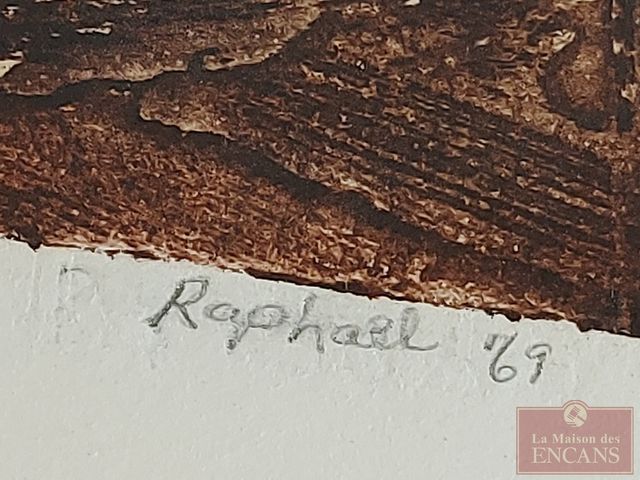 Raphael 69
La Maison des
ENCANS